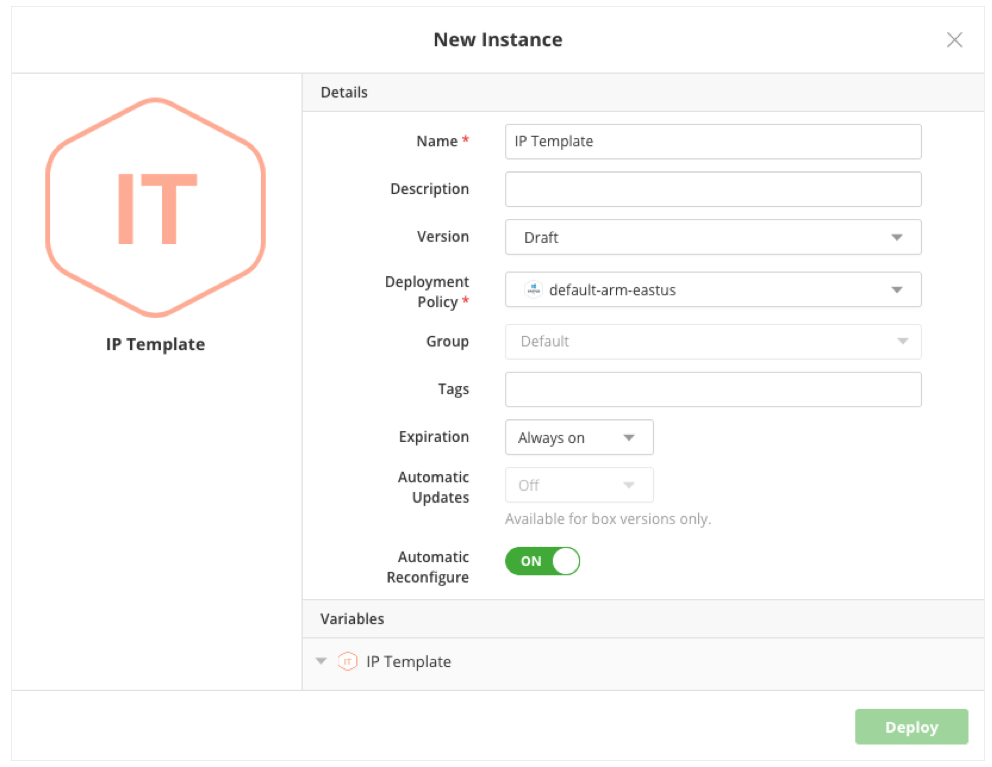 New Instance
IT
IP Template
Details
Name * IP Template
Description
Version Draft
Deployment
Policy * default-arm-eastus
Group Default
Tags
Expiration Always on
Automatic
Updates Off
Available for box versions only.
Automatic
Reconfigure ON
Variables
IT IP Template
Deploy